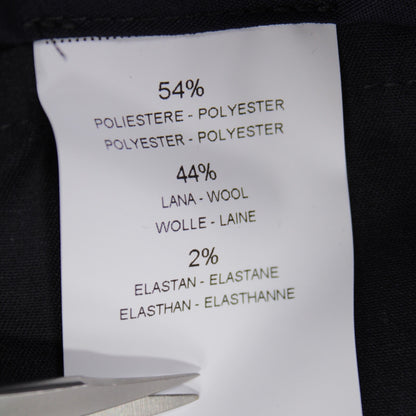 54%
POLIESTERE - POLYESTER
POLYESTER - POLYESTER
44%
LANA - WOOL
WOLLE - LAINE
2%
ELASTAN - ELASTANE
ELASTHAN - ELASTHANNE